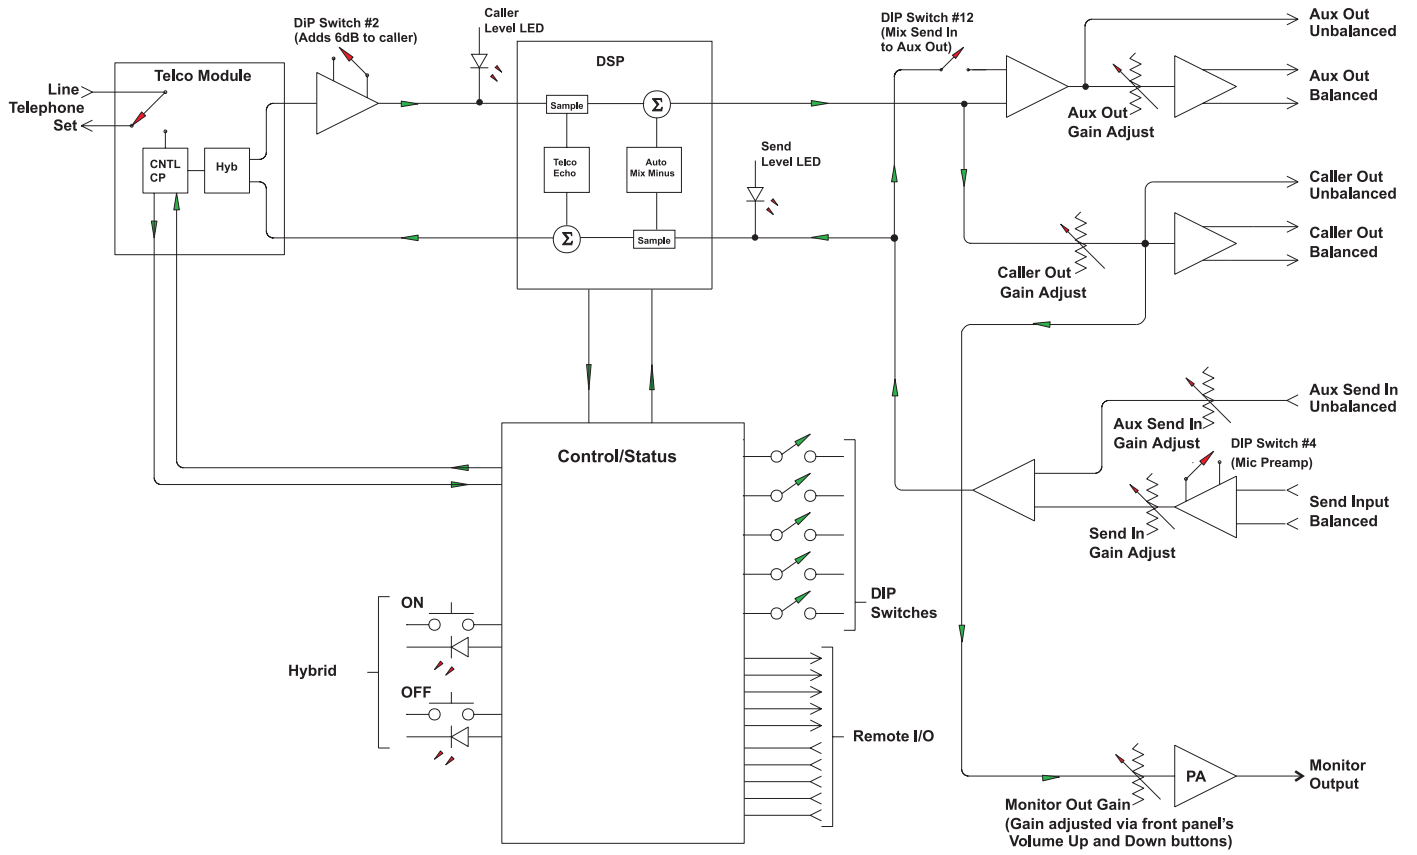 DiP Switch #2
(Adds 6dB to caller)
Caller
Level LED
DIP Switch #12
(Mix Send In
to Aux Out)
Aux Out
Unbalanced
Telco Module
DSP
Line
Telephone
Set
Sample
Σ
Aux Out
Balanced
Aux Out
Gain Adjust
CNTL
CP
Hyb
Telco
Echo
Auto
Mix Minus
Send
Level LED
Caller Out
Unbalanced
Σ
Sample
Caller Out
Balanced
Caller Out
Gain Adjust
Aux Send In
Unbalanced
Aux Send In
Gain Adjust
DIP Switch #4
(Mic Preamp)
Control/Status
Send Input
Balanced
Send In
Gain Adjust
DIP
Switches
ON
Hybrid
OFF
Remote I/O
PA
Monitor
Output
Monitor Out Gain
(Gain adjusted via front panel's
Volume Up and Down buttons)